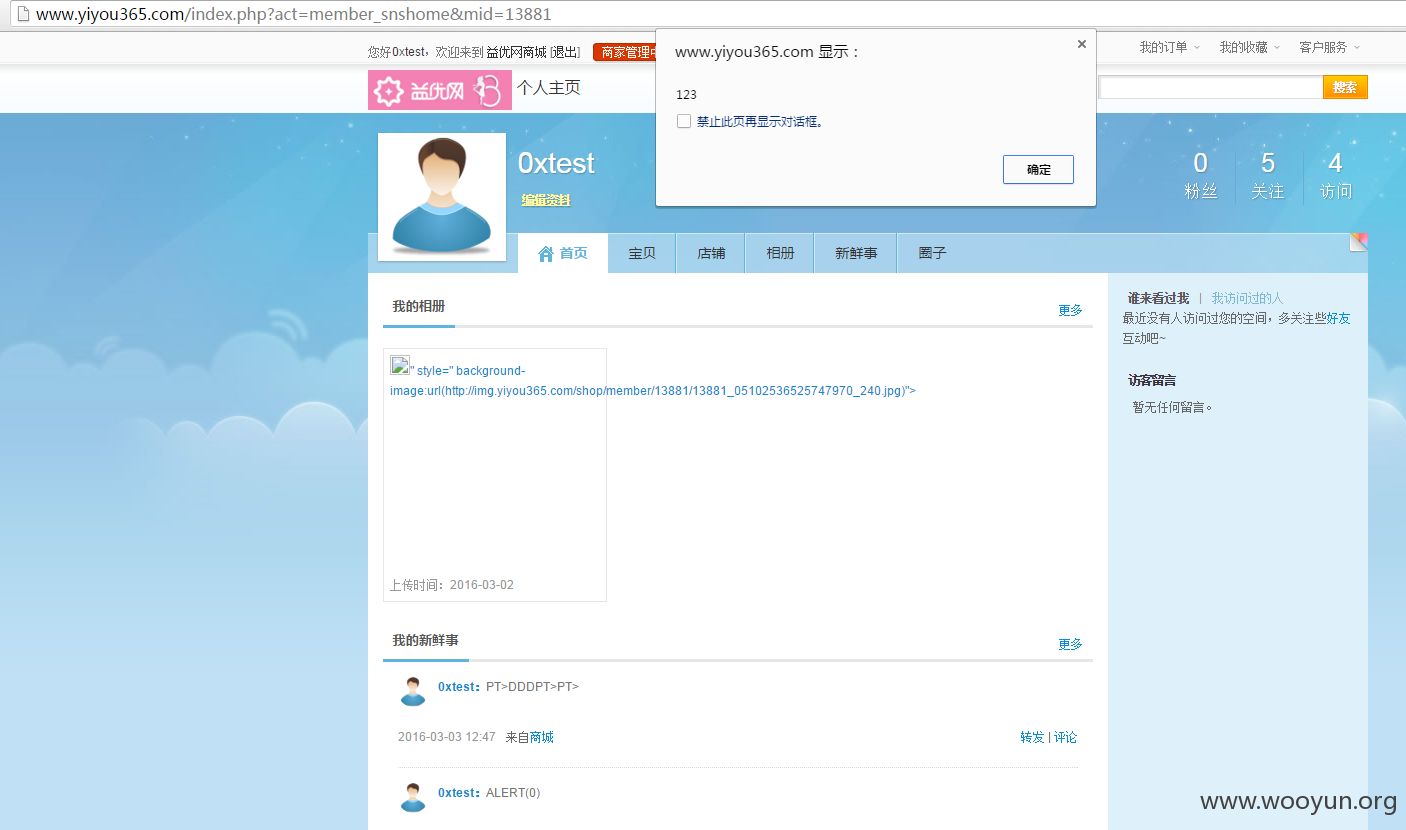 www.yiyou365.com/index.php?act=member_snshome&mid=13881
您好0xtest，欢迎来到 益优网商城 [退出] 商家管理中
我的订单 我的收藏 客户服务
www.yiyou365.com 显示：
123
禁止此页再显示对话框。
确定
益优网 个人主页
搜索
0xtest
编辑资料
0 5 4
粉丝 关注 访问
首页 宝贝 店铺 相册 新鲜事 圈子
我的相册 更多
" style=" background-
image:url(http://img.yiyou365.com/shop/member/13881/13881_05102536525747970_240.jpg)">
上传时间：2016-03-02
谁来看过我 | 我访问过的人
最近没有人访问过您的空间，多关注些好友
互动吧~
访客留言
暂无任何留言。
我的新鲜事 更多
0xtest：PT>DDDPT>PT>
2016-03-03 12:47 来自商城 转发 | 评论
0xtest：ALERT(0)
www.wooyun.org